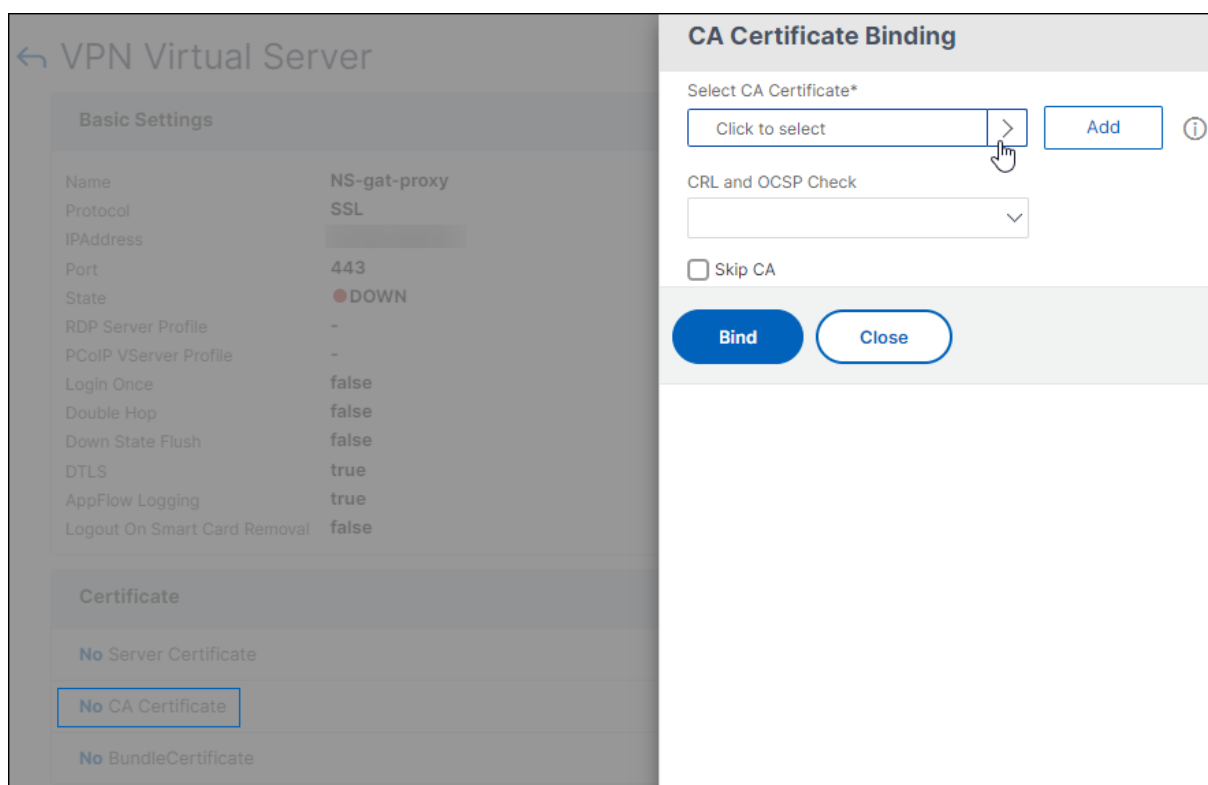 VPN Virtual Server
Basic Settings
Name NS-gat-proxy
Protocol SSL
IPAddress
Port 443
State DOWN
RDP Server Profile -
PCoIP VServer Profile -
Login Once false
Double Hop false
Down State Flush false
DTLS true
AppFlow Logging true
Logout On Smart Card Removal false
Certificate
No Server Certificate
No CA Certificate
No BundleCertificate
CA Certificate Binding
Select CA Certificate*
Click to select
Add
CRL and OCSP Check
Skip CA
Bind
Close